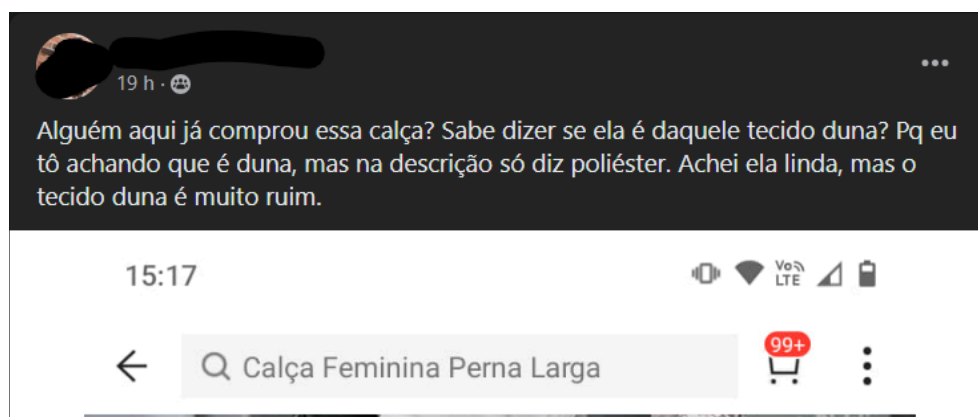 19 h ·
Alguém aqui já comprou essa calça? Sabe dizer se ela é daquele tecido duna? Pq eu
tô achando que é duna, mas na descrição só diz poliéster. Achei ela linda, mas o
tecido duna é muito ruim.
15:17
Vo LTE
99+
Calça Feminina Perna Larga